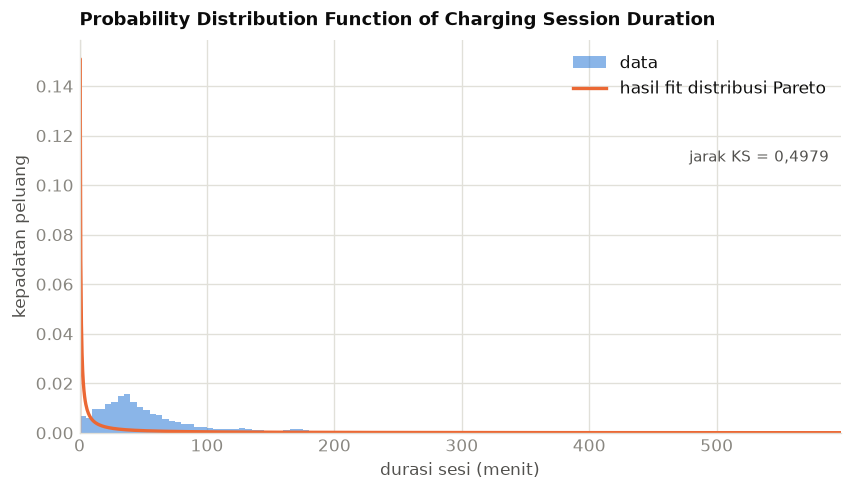 Probability Distribution Function of Charging Session Duration
data
hasil fit distribusi Pareto
jarak KS = 0,4979
kepadatan peluang
0.14
0.12
0.10
0.08
0.06
0.04
0.02
0.00
0 100 200 300 400 500
durasi sesi (menit)